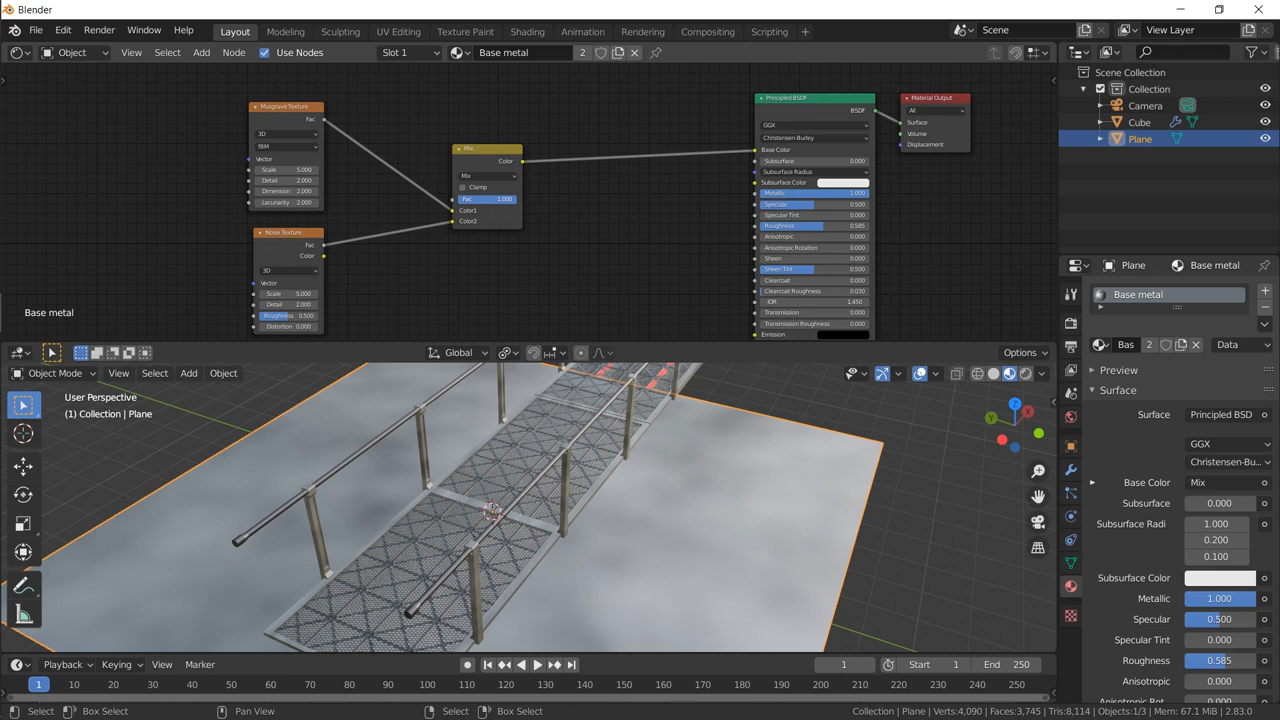 Blender
File Edit Render Window Help Layout Modeling Sculpting UV Editing Texture Paint Shading Animation Rendering Compositing Scripting + Scene View Layer
Object View Select Add Node Use Nodes Slot 1 Base metal 2
Scene Collection
Collection
Camera
Cube
Plane
Musgrave Texture
Fac
3D
fBM
Vector
Scale 5.000
Detail 2.000
Dimension 2.000
Lacunarity 2.000
Noise Texture
Fac
Color
3D
Vector
Scale 5.000
Detail 2.000
Roughness 0.500
Distortion 0.000
Mix
Color
Mix
Clamp
Fac 1.000
Color1
Color2
Principled BSDF
BSDF
GGX
Christensen-Burley
Base Color
Subsurface 0.000
Subsurface Radius
Subsurface Color
Metallic 1.000
Specular 0.500
Specular Tint 0.000
Roughness 0.585
Anisotropic 0.000
Anisotropic Rotation 0.000
Sheen 0.000
Sheen Tint 0.500
Clearcoat 0.000
Clearcoat Roughness 0.030
IOR 1.450
Transmission 0.000
Transmission Roughness 0.000
Emission
Material Output
All
Surface
Volume
Displacement
Base metal
Global Options
Object Mode View Select Add Object
User Perspective
(1) Collection | Plane
Z
X
Y
Plane Base metal
Base metal
Bas 2 Data
Preview
Surface
Surface Principled BSD
GGX
Christensen-Bu...
Base Color Mix
Subsurface 0.000
Subsurface Radi 1.000
0.200
0.100
Subsurface Color
Metallic 1.000
Specular 0.500
Specular Tint 0.000
Roughness 0.585
Anisotropic 0.000
Anisotropic Rot 0.000
Playback Keying View Marker 1 Start 1 End 250
1 10 20 30 40 50 60 70 80 90 100 110 120 130 140 150 160 170 180 190 200 210 220 230 240 250
Select Box Select Pan View Select Box Select Collection | Plane | Verts:4,090 | Faces:3,745 | Tris:8,114 | Objects:1/3 | Mem: 67.1 MiB | 2.83.0